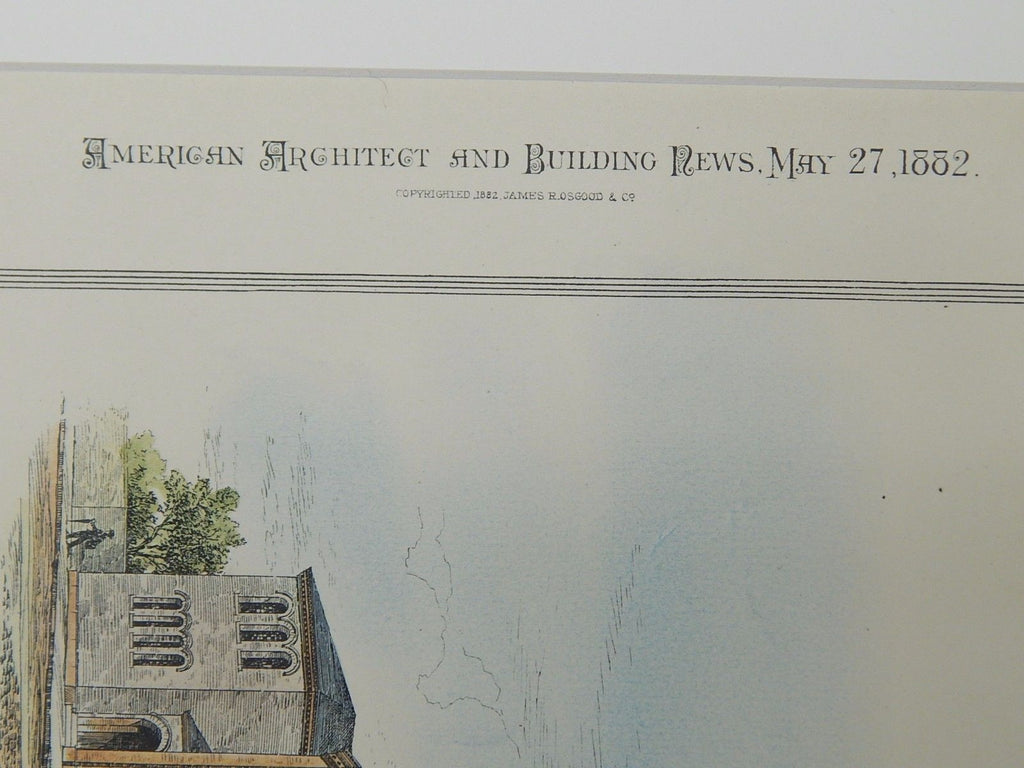 American Architect and Building News, May 27, 1882.
COPYRIGHTED, 1882, JAMES R. OSGOOD & CO